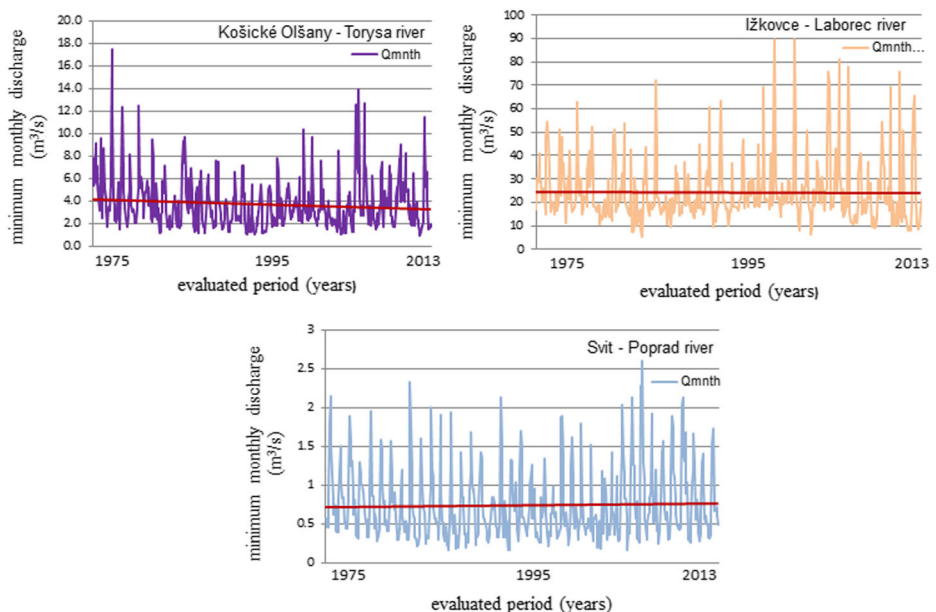 Košické Olšany - Torysa river
Qmnth
minimum monthly discharge
(m³/s)
20.0
18.0
16.0
14.0
12.0
10.0
8.0
6.0
4.0
2.0
0.0
1975 1995 2013
evaluated period (years)
Ižkovce - Laborec river
Qmnth...
minimum monthly discharge
(m³/s)
100
90
80
70
60
50
40
30
20
10
0
1975 1995 2013
evaluated period (years)
Svit - Poprad river
Qmnth
minimum monthly discharge
(m³/s)
3
2.5
2
1.5
1
0.5
0
1975 1995 2013
evaluated period (years)